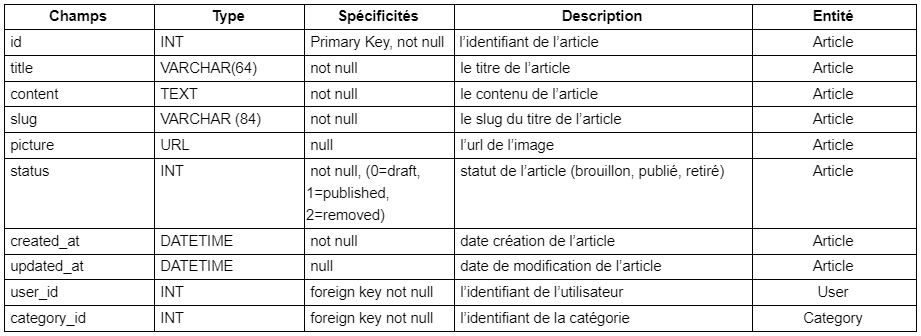 Champs Type Spécificités Description Entité
id INT Primary Key, not null l’identifiant de l’article Article
title VARCHAR(64) not null le titre de l’article Article
content TEXT not null le contenu de l’article Article
slug VARCHAR (84) not null le slug du titre de l’article Article
picture URL null l’url de l’image Article
status INT not null, (0=draft, statut de l’article (brouillon, publié, retiré) Article
1=published,
2=removed)
created_at DATETIME not null date création de l’article Article
updated_at DATETIME null date de modification de l’article Article
user_id INT foreign key not null l’identifiant de l’utilisateur User
category_id INT foreign key not null l’identifiant de la catégorie Category